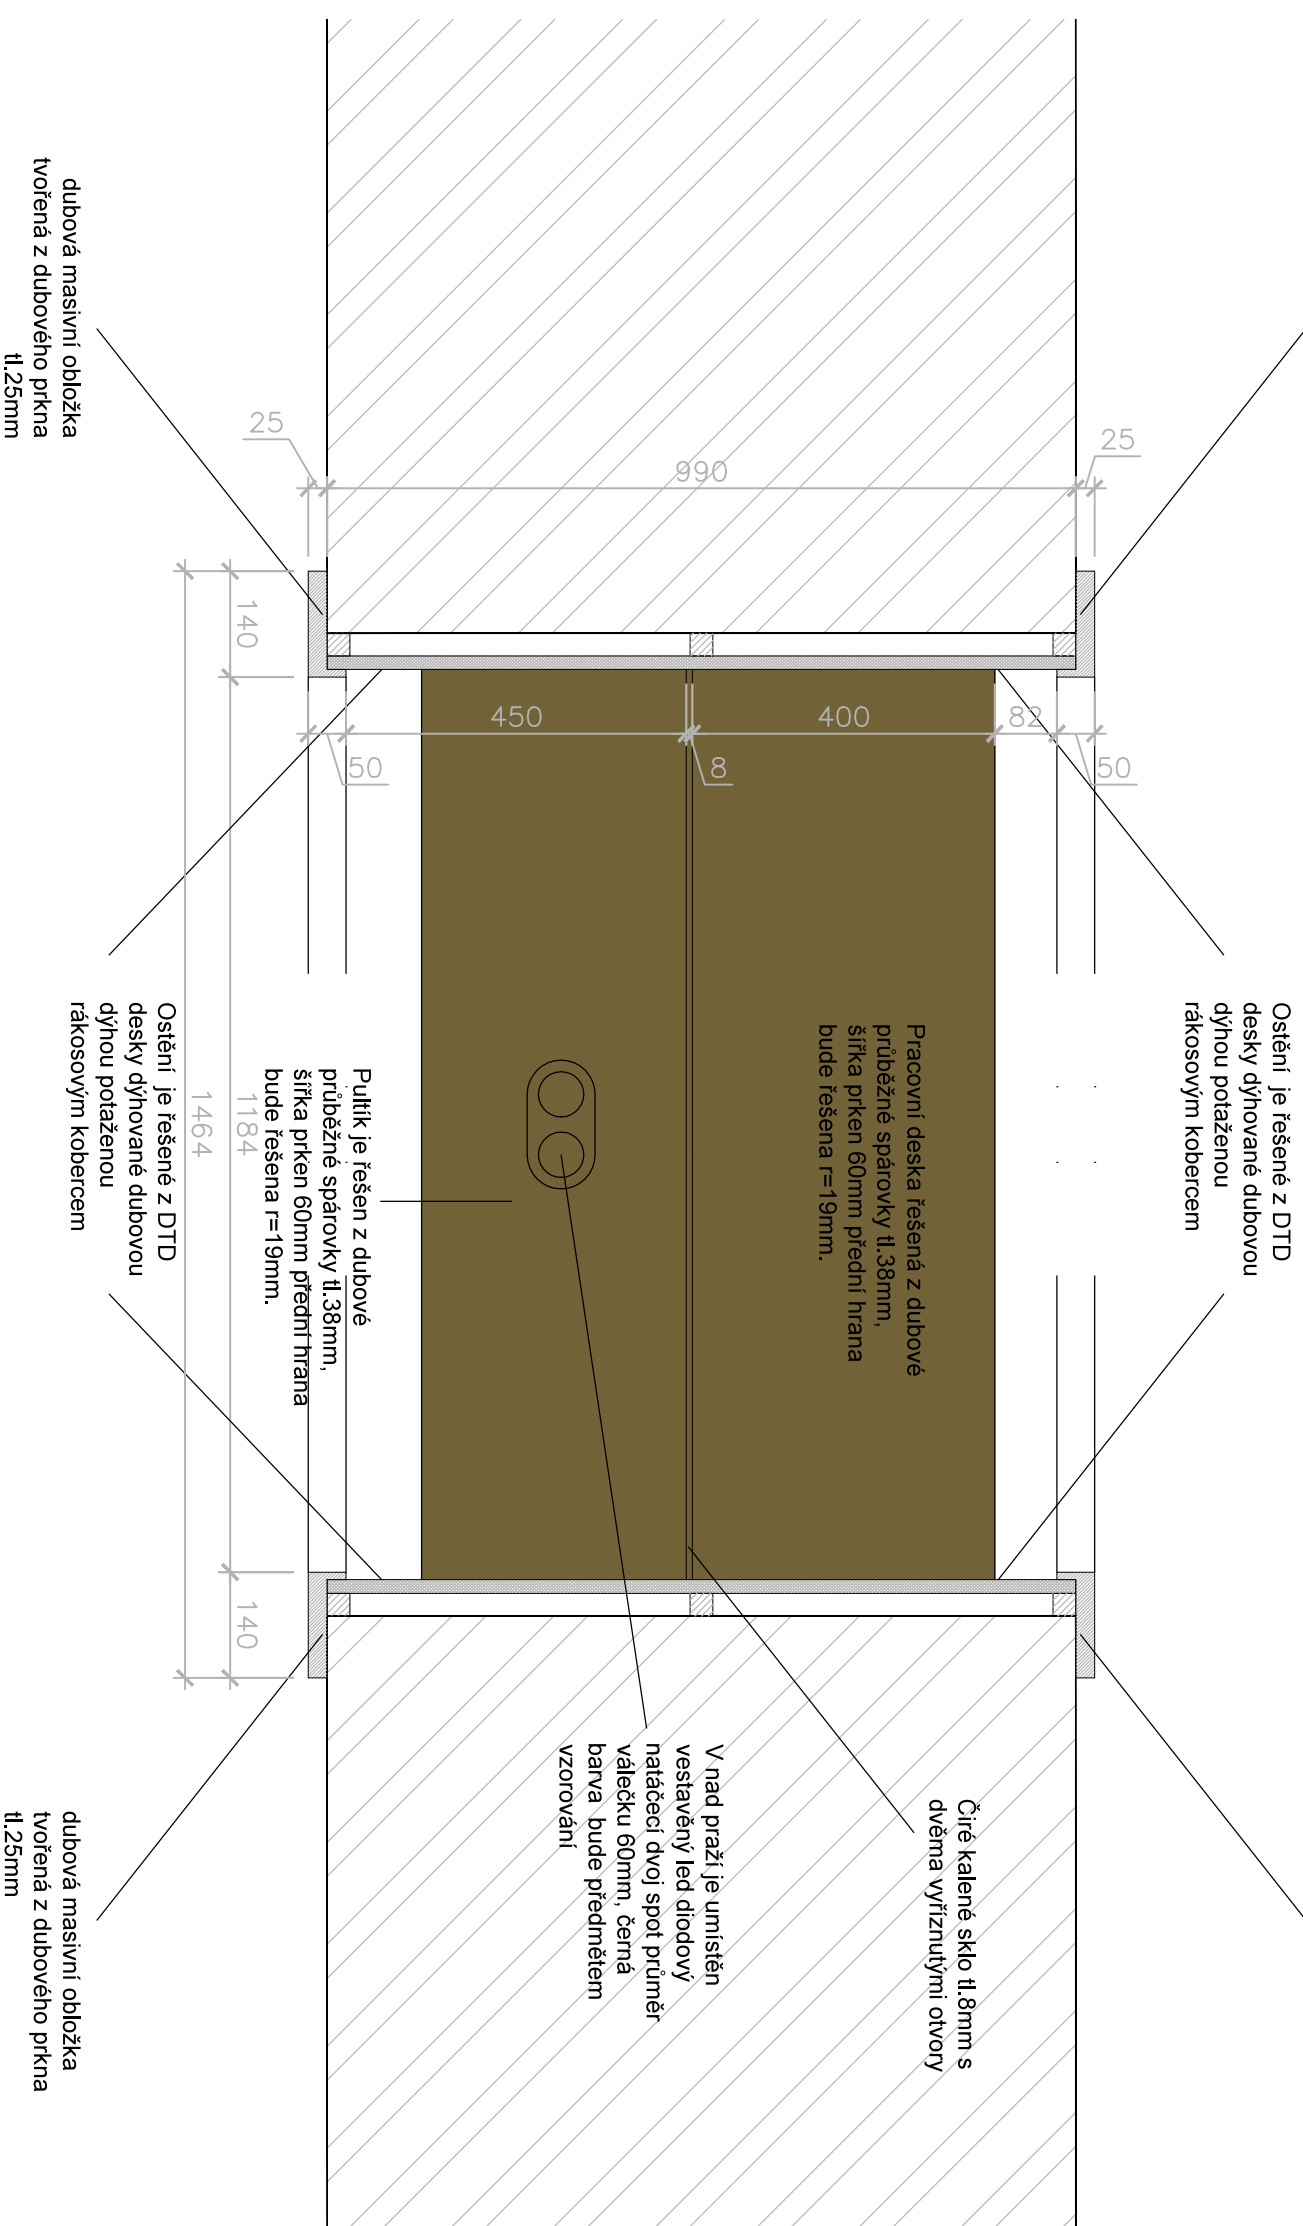 dubová masivní obložka
tvořená z dubového prkna
tl.25mm
Ostění  je řešené z DTD
desky dýhované dubovou
dýhou potaženou
rákosovým kobercem
Pracovní deska řešená z dubové
průběžné spárovky tl.38mm,
šířka prken 60mm přední hrana
bude řešena r=19mm.
Pultík je řešen z dubové
průběžné spárovky tl.38mm,
šířka prken 60mm přední hrana
bude řešena r=19mm.
Ostění  je řešené z DTD
desky dýhované dubovou
dýhou potaženou
rákosovým kobercem
Čiré kalené sklo tl.8mm s
dvěma vyříznutými otvory
V nad praží je umístěn
vestavěný led diodový
natáčecí dvoj spot průměr
válečku 60mm, černá
barva  bude předmětem
vzorování
dubová masivní obložka
tvořená z dubového prkna
tl.25mm
25
990
25
140
1184
140
1464
50
450
8
400
82
50